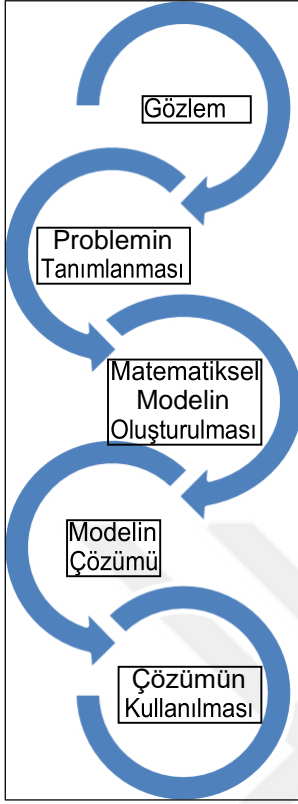 Gözlem
Problemin
Tanımlanması
Matematiksel
Modelin
Oluşturulması
Modelin
Çözümü
Çözümün
Kullanılması